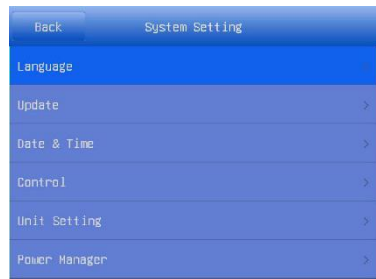 Back
System Setting
Language
Update
Date & Time
Control
Unit Setting
Power Manager